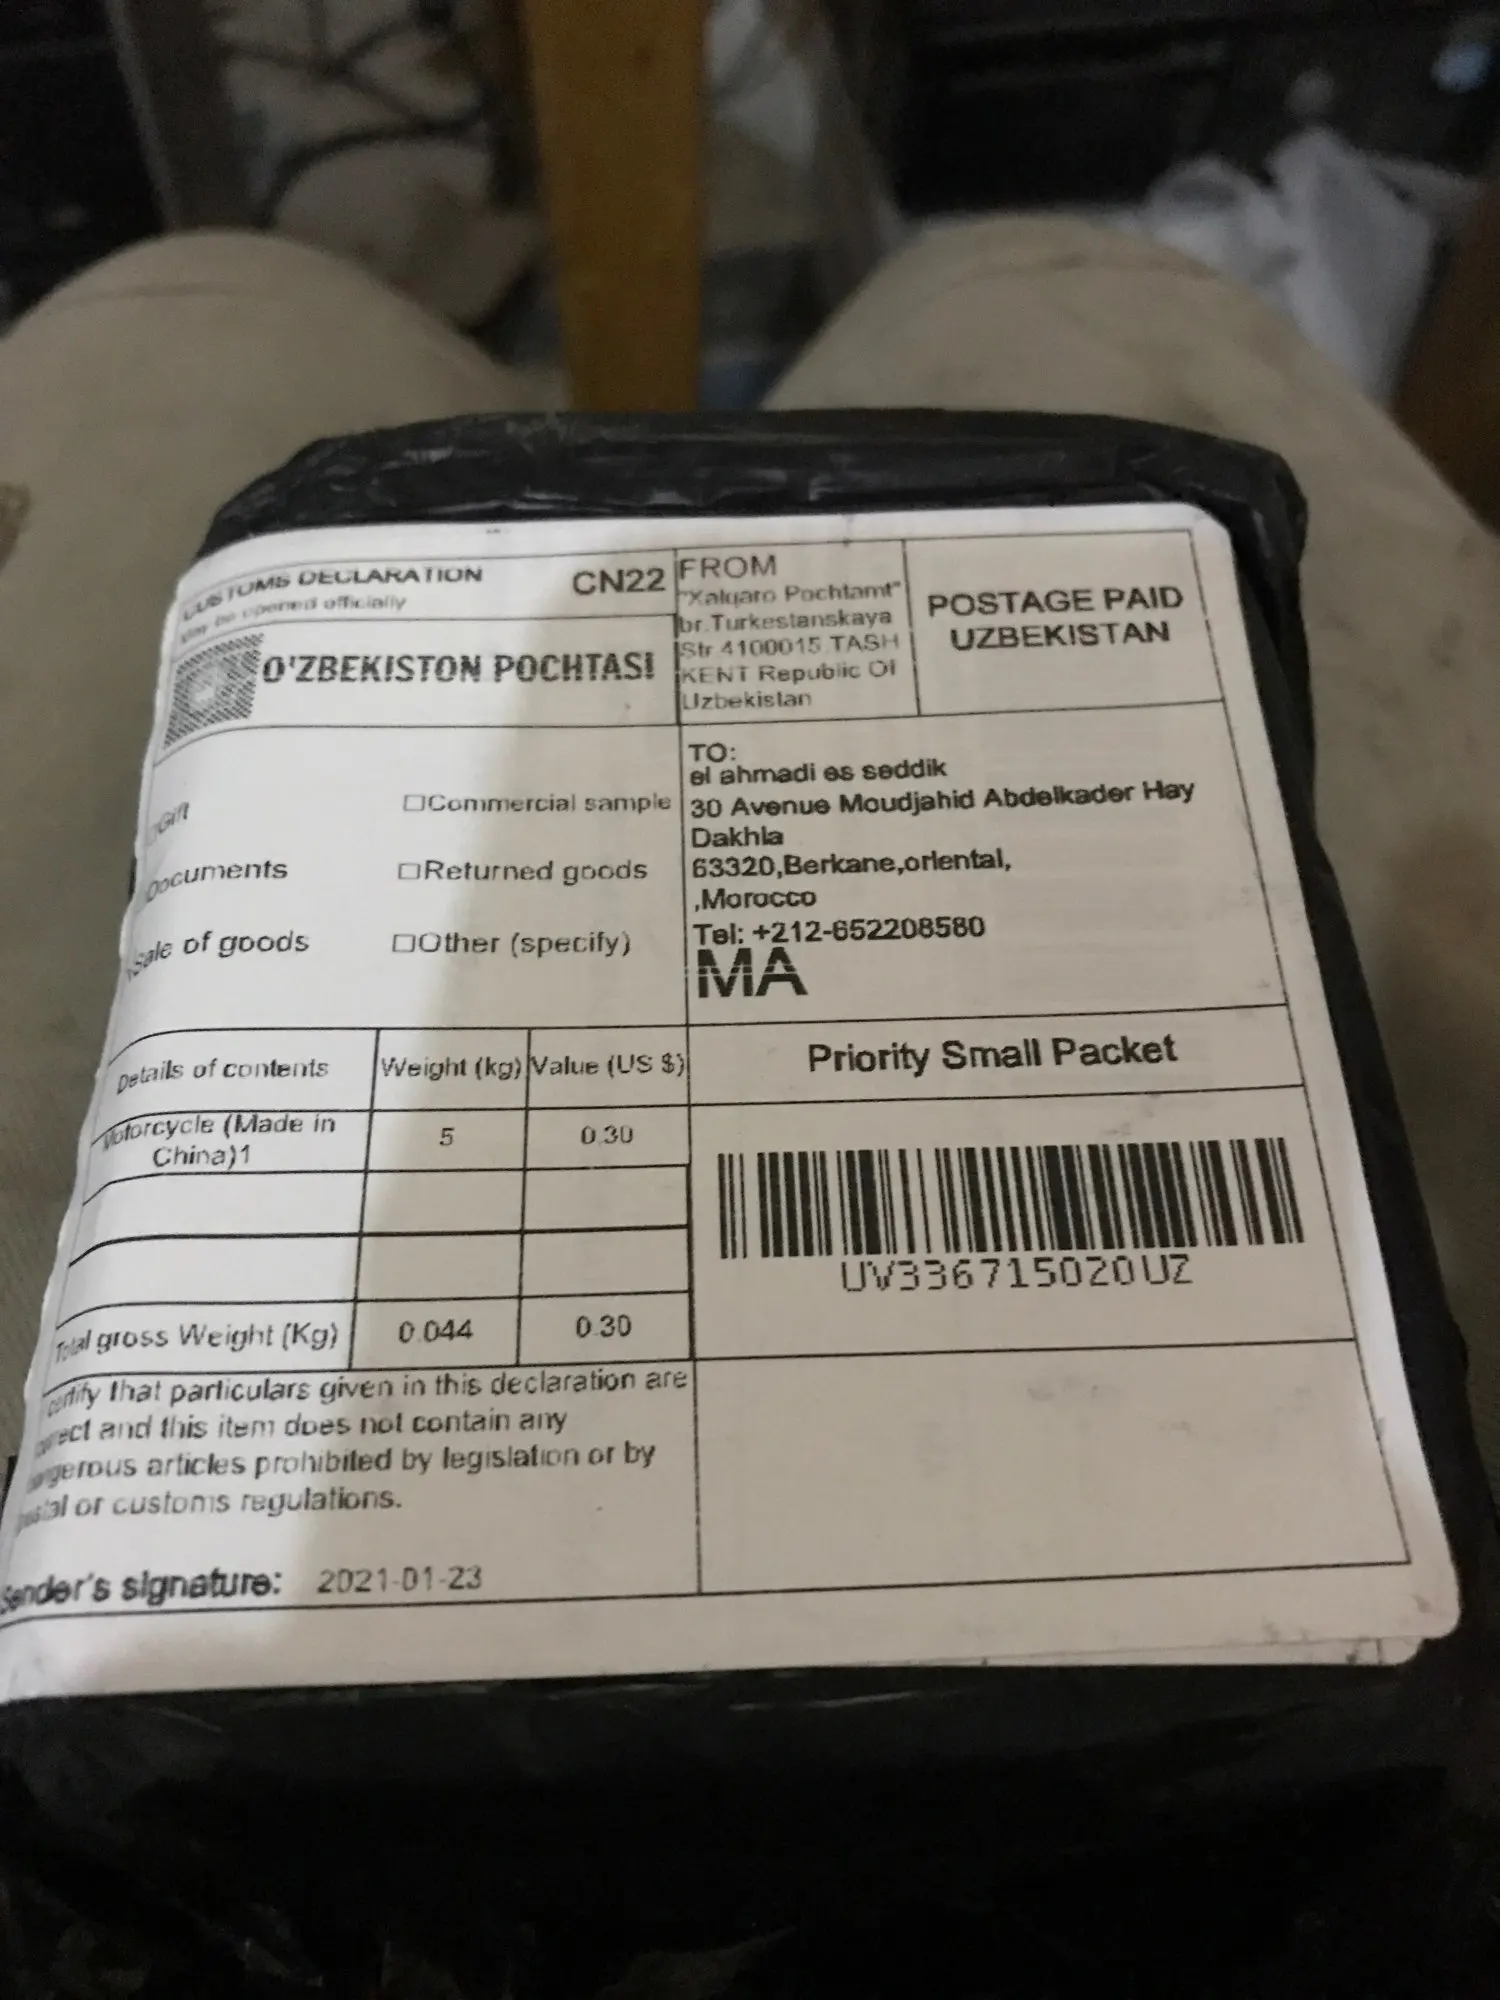 CUSTOMS DECLARATION
May be opened officially
CN22
O'ZBEKISTON POCHTASI
FROM
"Xalqaro Pochtamt"
br.Turkestanskaya
Str 4100015 TASH
KENT Republic Of
Uzbekistan
POSTAGE PAID
UZBEKISTAN
□Gift
□Commercial sample
Documents
□Returned goods
Sale of goods
□Other (specify)
TO:
el ahmadi es seddik
30 Avenue Moudjahid Abdelkader Hay
Dakhla
63320,Berkane,oriental,
,Morocco
Tel: +212-652208580
MA
Details of contents
Weight (kg)
Value (US $)
Motorcycle (Made in
China)1
5
0.30
Total gross Weight (Kg)
0.044
0.30
certify that particulars given in this declaration are
correct and this item does not contain any
dangerous articles prohibited by legislation or by
postal or customs regulations.
Sender's signature: 2021-01-23
Priority Small Packet
UV336715020UZ